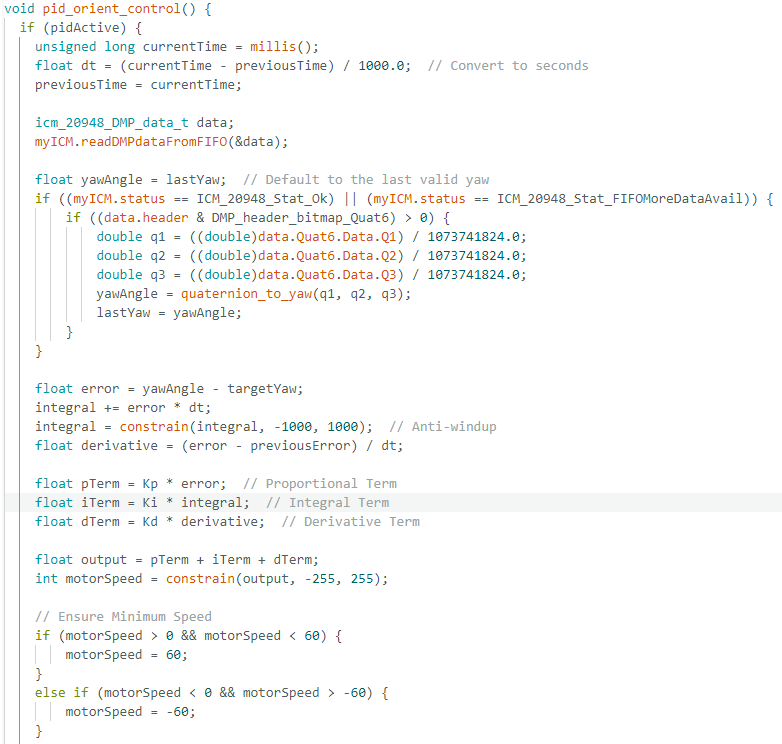 void pid_orient_control() {
if (pidActive) {
unsigned long currentTime = millis();
float dt = (currentTime - previousTime) / 1000.0;  // Convert to seconds
previousTime = currentTime;
icm_20948_DMP_data_t data;
myICM.readDMPdataFromFIFO(&data);
float yawAngle = lastYaw;  // Default to the last valid yaw
if ((myICM.status == ICM_20948_Stat_Ok) || (myICM.status == ICM_20948_Stat_FIFOMoreDataAvail)) {
if ((data.header & DMP_header_bitmap_Quat6) > 0) {
double q1 = ((double)data.Quat6.Data.Q1) / 1073741824.0;
double q2 = ((double)data.Quat6.Data.Q2) / 1073741824.0;
double q3 = ((double)data.Quat6.Data.Q3) / 1073741824.0;
yawAngle = quaternion_to_yaw(q1, q2, q3);
lastYaw = yawAngle;
}
}
float error = yawAngle - targetYaw;
integral += error * dt;
integral = constrain(integral, -1000, 1000);  // Anti-windup
float derivative = (error - previousError) / dt;
float pTerm = Kp * error;  // Proportional Term
float iTerm = Ki * integral;  // Integral Term
float dTerm = Kd * derivative;  // Derivative Term
float output = pTerm + iTerm + dTerm;
int motorSpeed = constrain(output, -255, 255);
// Ensure Minimum Speed
if (motorSpeed > 0 && motorSpeed < 60) {
motorSpeed = 60;
}
else if (motorSpeed < 0 && motorSpeed > -60) {
motorSpeed = -60;
}